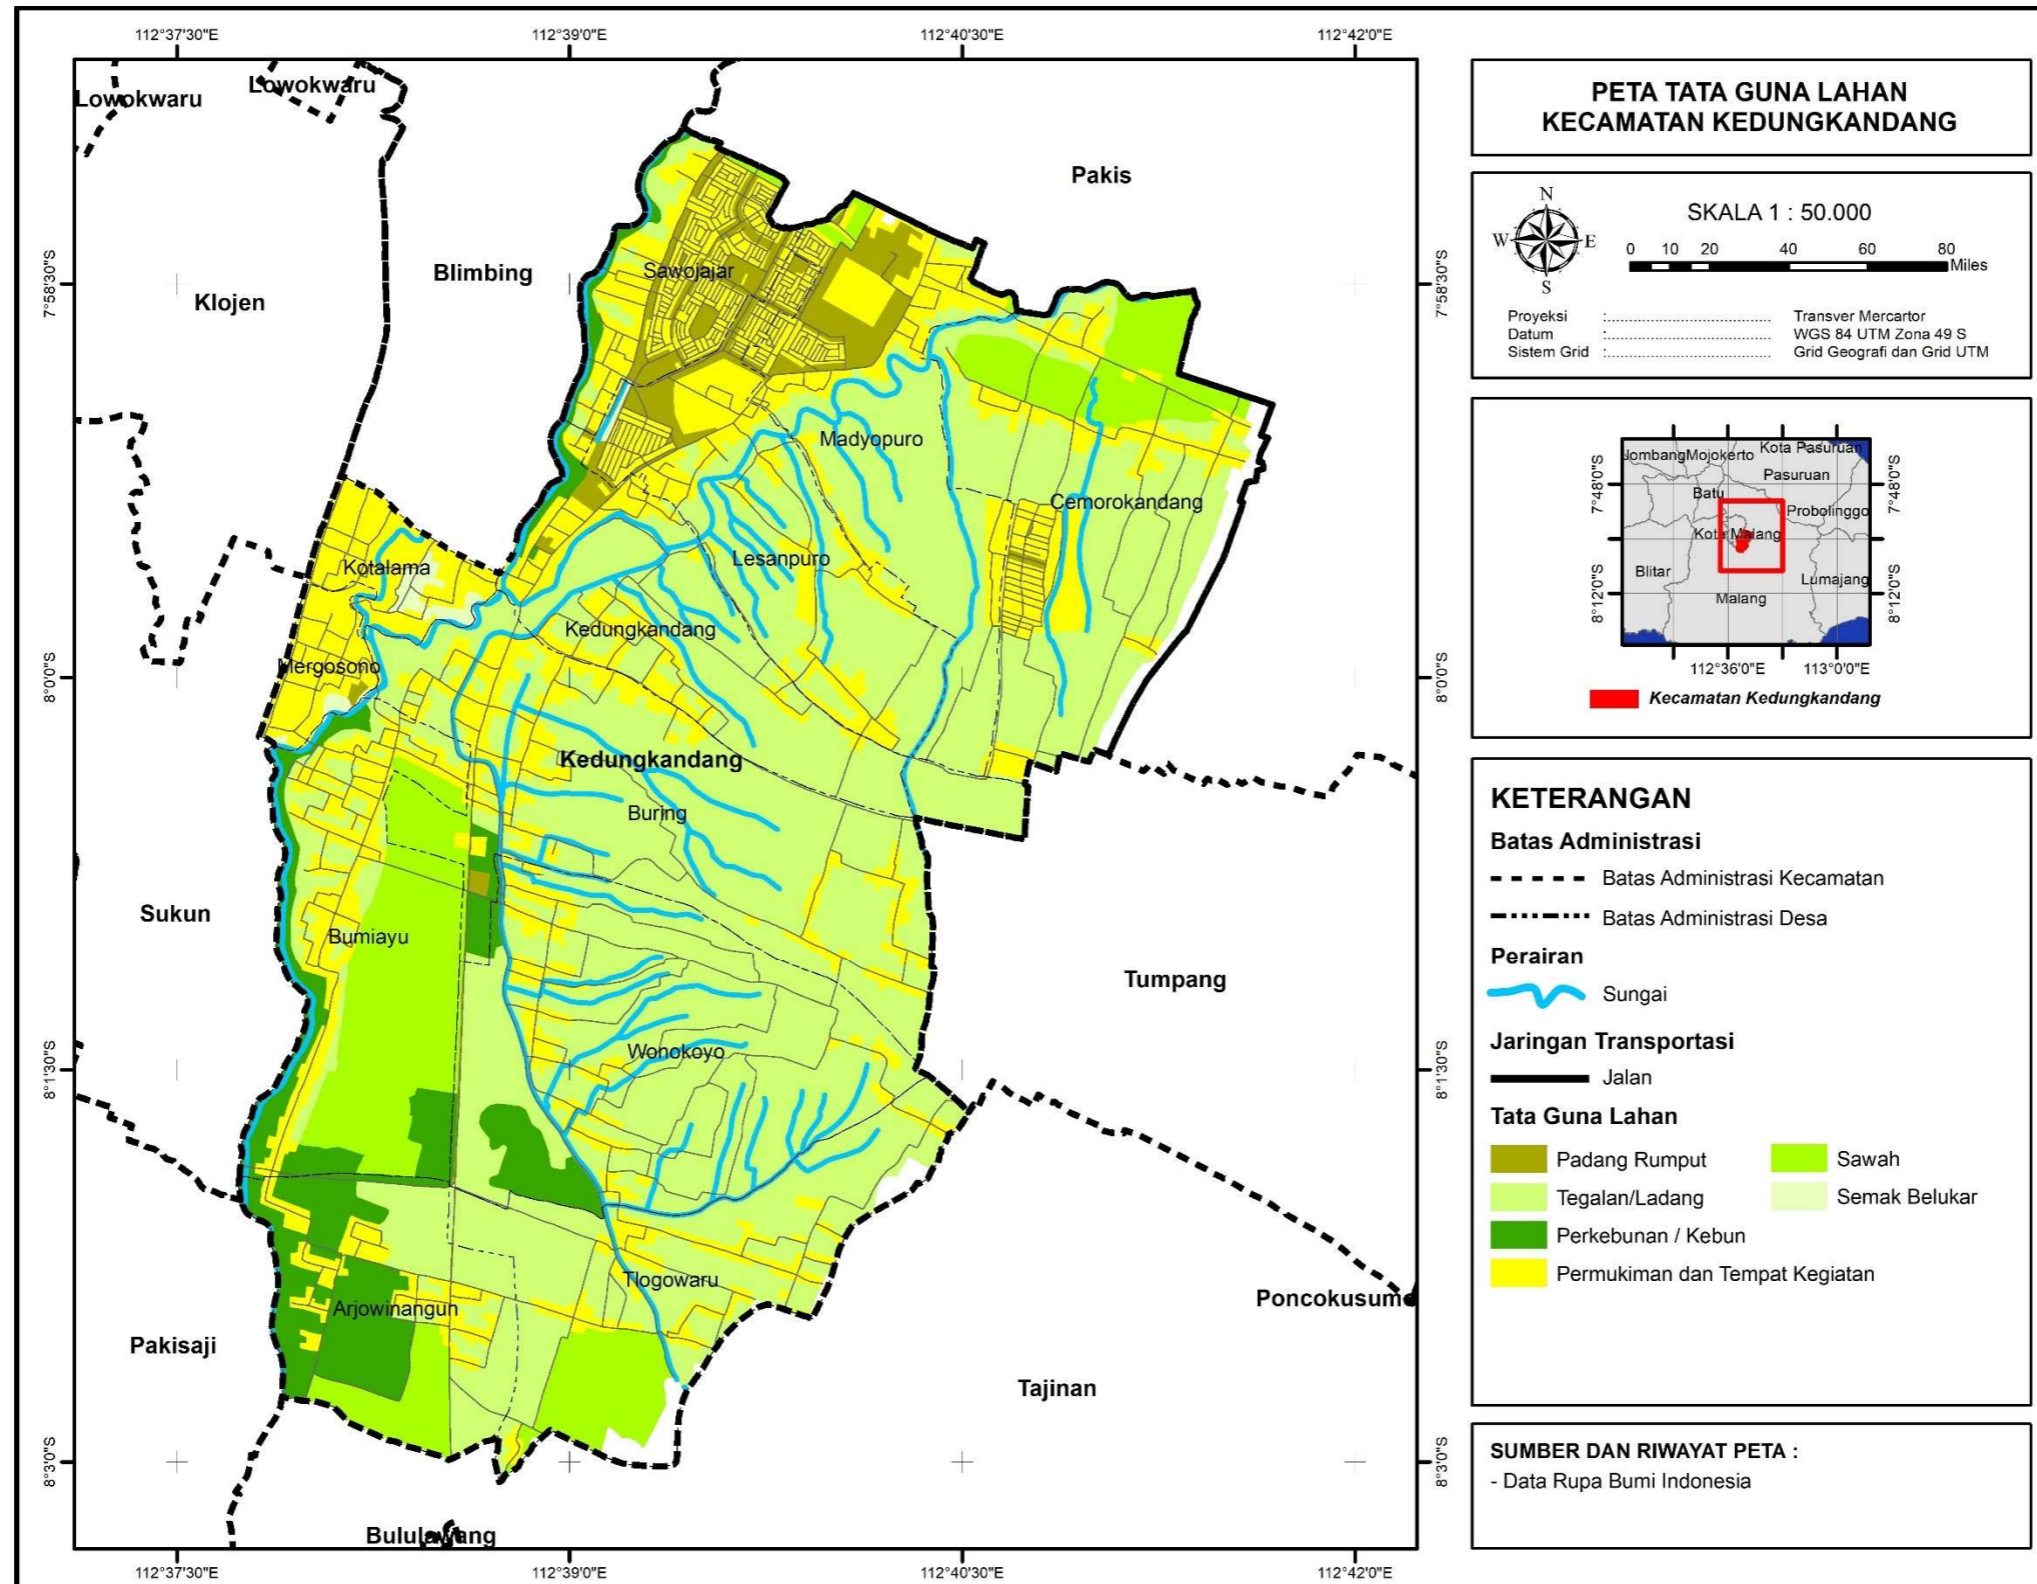 112°37'30"E
112°39'0"E
112°40'30"E
112°42'0"E
7°58'30"S
8°0'0"S
8°1'30"S
8°3'0"S
7°58'30"S
8°0'0"S
8°1'30"S
8°3'0"S
112°37'30"E
112°39'0"E
112°40'30"E
112°42'0"E
Lowokwaru
Lowokwaru
Pakis
Blimbing
Klojen
Sawojajar
Madyopuro
Cemorokandang
Lesanpuro
Kotalama
Kedungkandang
Mergosono
Kedungkandang
Buring
Sukun
Bumiayu
Tumpang
Wonokoyo
Tlogowaru
Arjowinangun
Poncokusumo
Pakisaji
Tajinan
Bululawang
PETA TATA GUNA LAHAN
KECAMATAN KEDUNGKANDANG
N
W
E
S
SKALA 1 : 50.000
0 10 20 40 60 80
Miles
Proyeksi :............................................. Transver Mercartor
Datum :............................................. WGS 84 UTM Zona 49 S
Sistem Grid :............................................. Grid Geografi dan Grid UTM
Jombang
Mojokerto
Kota Pasuruan
Pasuruan
Batu
Probolinggo
Kota Malang
Blitar
Lumajang
Malang
7°48'0"S
8°12'0"S
7°48'0"S
8°12'0"S
112°36'0"E
113°0'0"E
Kecamatan Kedungkandang
KETERANGAN
Batas Administrasi
Batas Administrasi Kecamatan
Batas Administrasi Desa
Perairan
Sungai
Jaringan Transportasi
Jalan
Tata Guna Lahan
Padang Rumput
Sawah
Tegalan/Ladang
Semak Belukar
Perkebunan / Kebun
Permukiman dan Tempat Kegiatan
SUMBER DAN RIWAYAT PETA :
- Data Rupa Bumi Indonesia